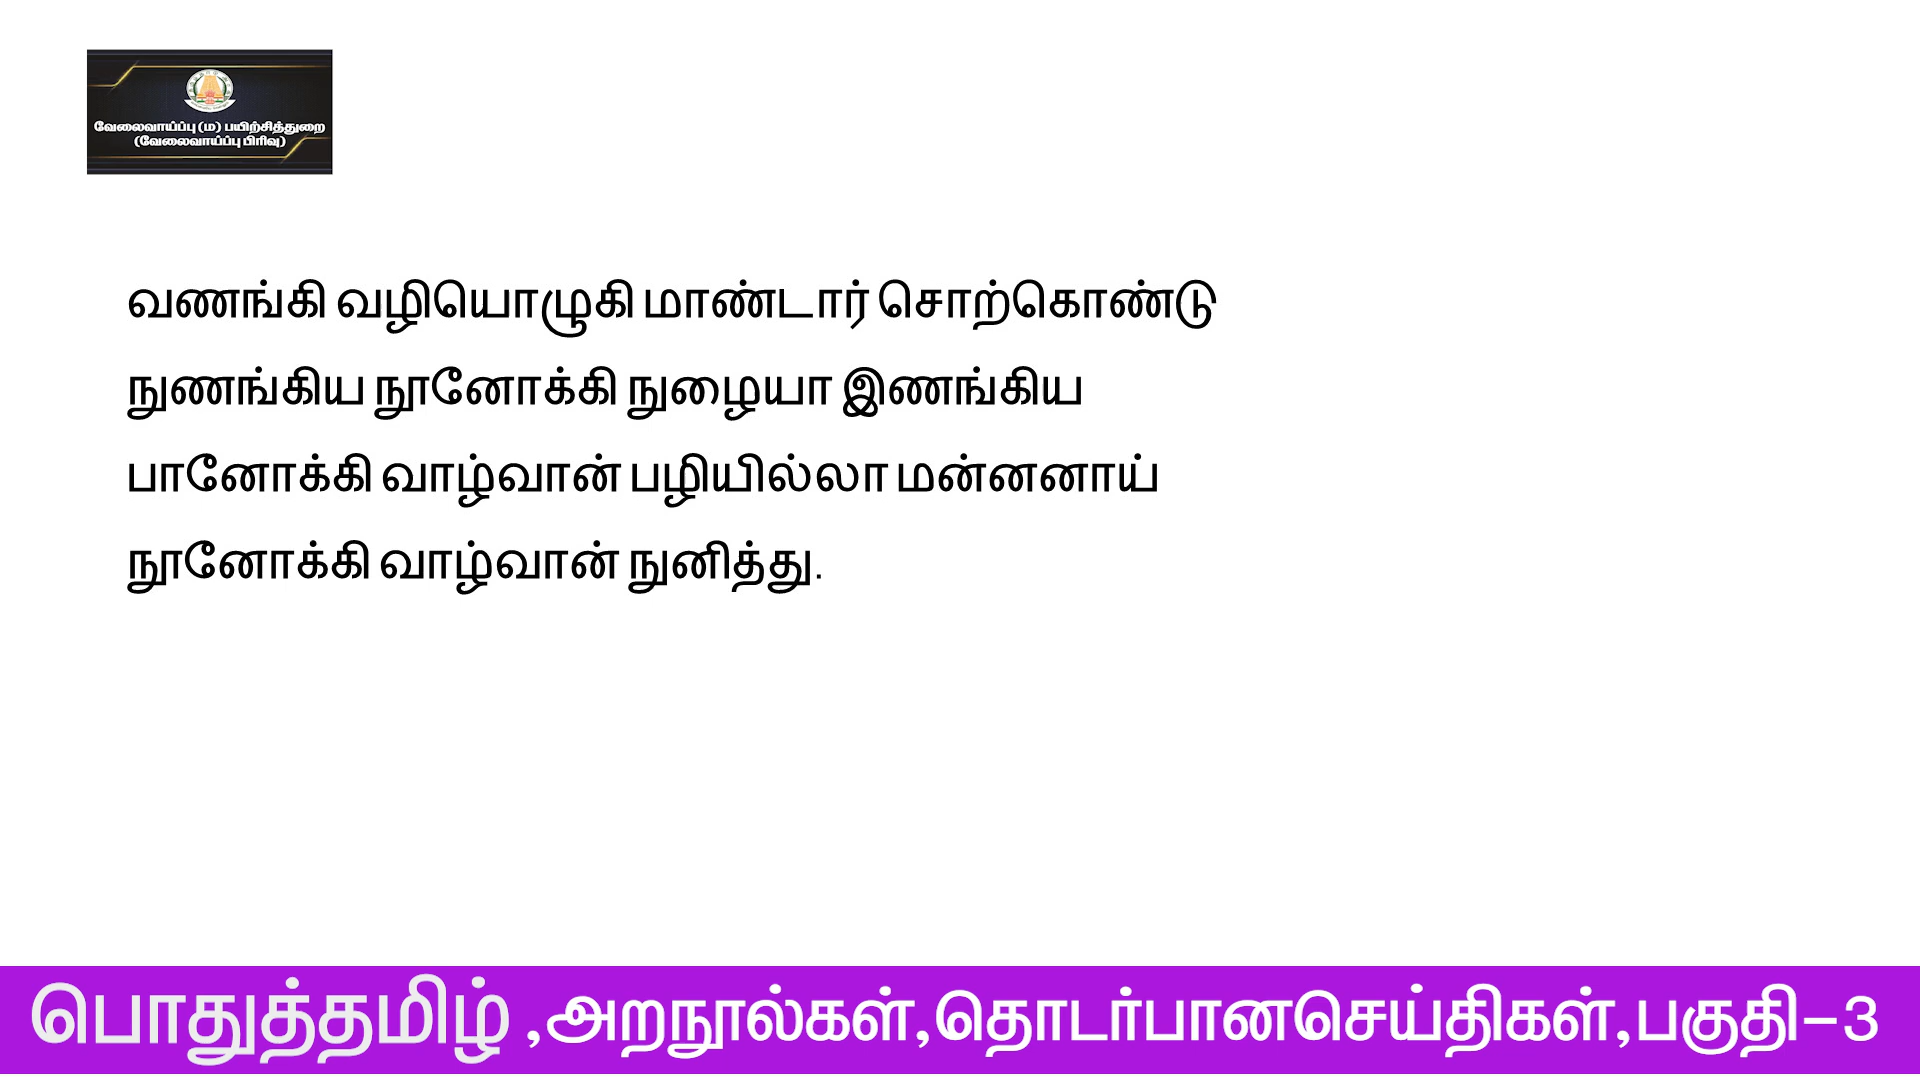 வேலைவாய்ப்பு (ம) பயிற்சித்துறை
(வேலைவாய்ப்பு பிரிவு)
வணங்கி வழியொழுகி மாண்டார் சொற்கொண்டு
நுணங்கிய நூனோக்கி நுழையா இணங்கிய
பானோக்கி வாழ்வான் பழியில்லா மன்னனாய்
நூனோக்கி வாழ்வான் நுனித்து.
பொதுத்தமிழ் ,அறநூல்கள்,தொடர்பானசெய்திகள்,பகுதி-3